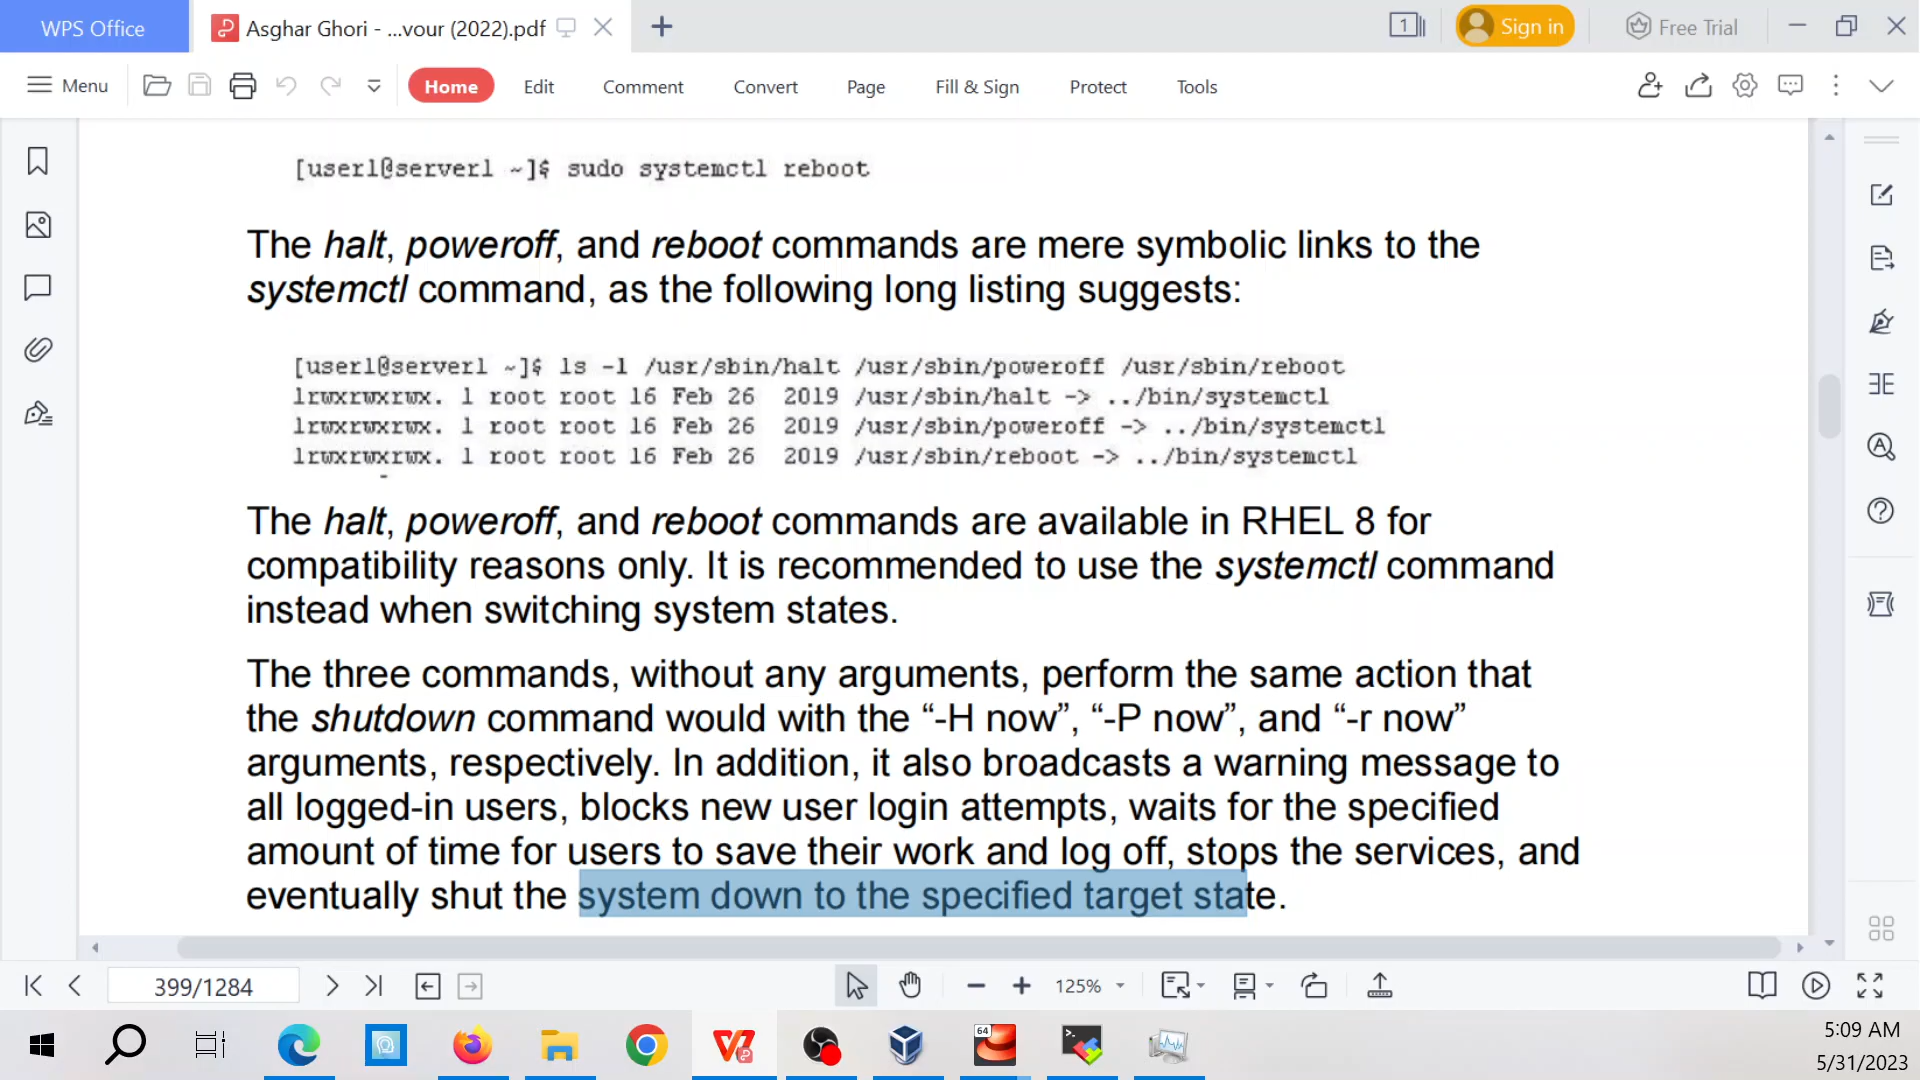 WPS Office
Asghar Ghori - ...vour (2022).pdf
1
Sign in
Free Trial
Menu
Home
Edit
Comment
Convert
Page
Fill & Sign
Protect
Tools
[user1@server1 ~]$ sudo systemctl reboot
The halt, poweroff, and reboot commands are mere symbolic links to the
systemctl command, as the following long listing suggests:
[user1@server1 ~]$ ls -l /usr/sbin/halt /usr/sbin/poweroff /usr/sbin/reboot
lrwxrwxrwx. 1 root root 16 Feb 26 2019 /usr/sbin/halt -> ../bin/systemctl
lrwxrwxrwx. 1 root root 16 Feb 26 2019 /usr/sbin/poweroff -> ../bin/systemctl
lrwxrwxrwx. 1 root root 16 Feb 26 2019 /usr/sbin/reboot -> ../bin/systemctl
The halt, poweroff, and reboot commands are available in RHEL 8 for
compatibility reasons only. It is recommended to use the systemctl command
instead when switching system states.
The three commands, without any arguments, perform the same action that
the shutdown command would with the “-H now”, “-P now”, and “-r now”
arguments, respectively. In addition, it also broadcasts a warning message to
all logged-in users, blocks new user login attempts, waits for the specified
amount of time for users to save their work and log off, stops the services, and
eventually shut the system down to the specified target state.
399/1284
125%
64
5:09 AM
5/31/2023